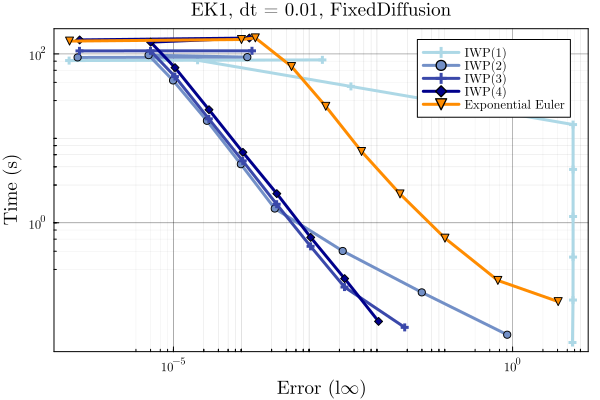 EK1, dt = 0.01, FixedDiffusion
IWP(1)
IWP(2)
IWP(3)
IWP(4)
Exponential Euler
10²
10⁰
Time (s)
10⁻⁵
10⁰
Error (l∞)